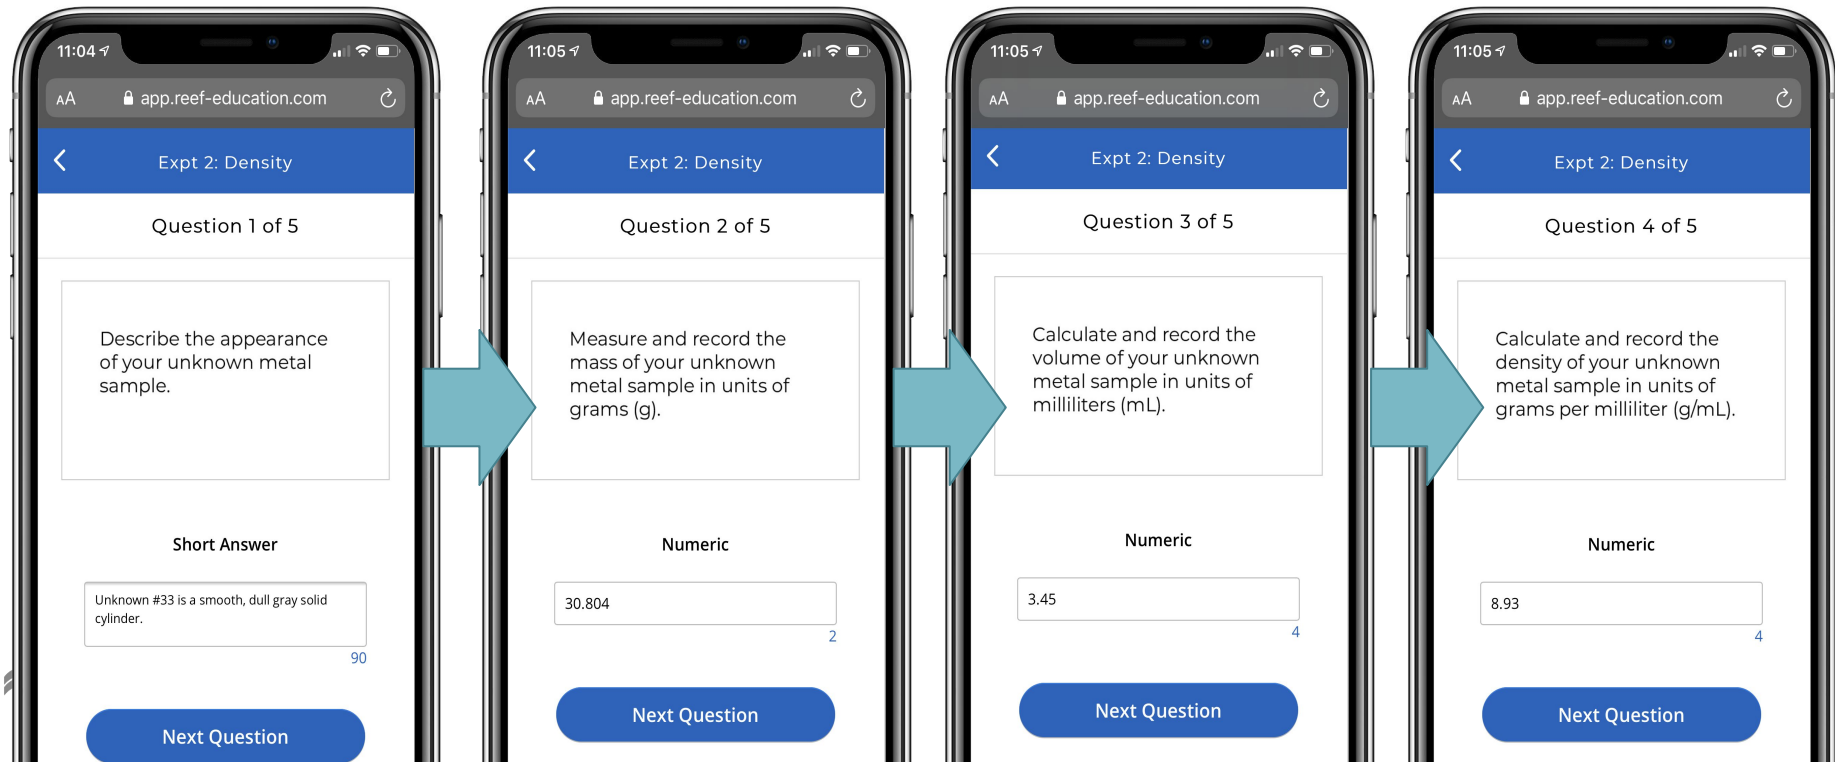 11:04
AA app.reef-education.com
Expt 2: Density
Question 1 of 5
Describe the appearance
of your unknown metal
sample.
Short Answer
Unknown #33 is a smooth, dull gray solid
cylinder.
90
Next Question
11:05
AA app.reef-education.com
Expt 2: Density
Question 2 of 5
Measure and record the
mass of your unknown
metal sample in units of
grams (g).
Numeric
30.804
2
Next Question
11:05
AA app.reef-education.com
Expt 2: Density
Question 3 of 5
Calculate and record the
volume of your unknown
metal sample in units of
milliliters (mL).
Numeric
3.45
4
Next Question
11:05
AA app.reef-education.com
Expt 2: Density
Question 4 of 5
Calculate and record the
density of your unknown
metal sample in units of
grams per milliliter (g/mL).
Numeric
8.93
4
Next Question